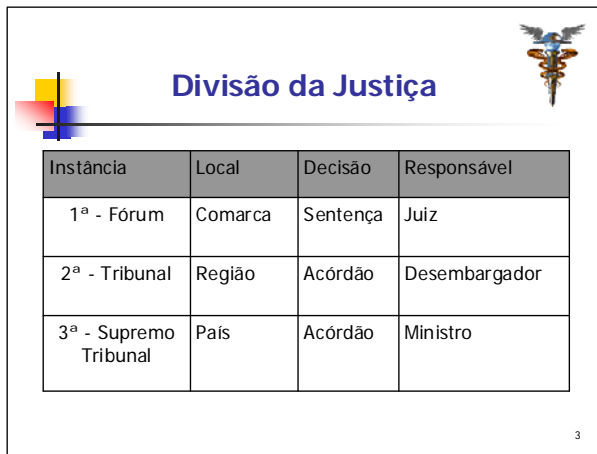 Divisão da Justiça
Instância Local Decisão Responsável
1ª - Fórum Comarca Sentença Juiz
2ª - Tribunal Região Acórdão Desembargador
3ª - Supremo País Acórdão Ministro
Tribunal
3